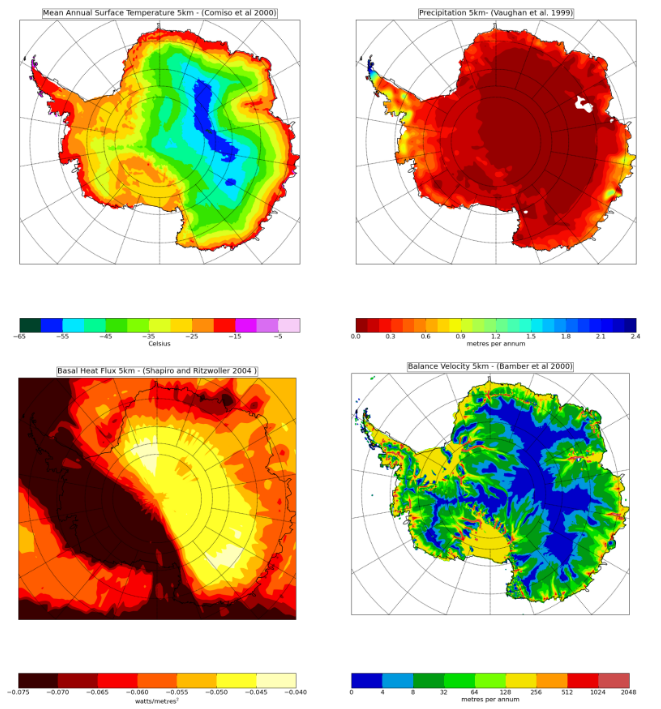 Mean Annual Surface Temperature 5km - (Comiso et al 2000)
Precipitation 5km- (Vaughan et al, 1999)
−65 −55 −45 −35 −25 −15 −5
Celsius
0.0 0.3 0.6 0.9 1.2 1.5 1.8 2.1 2.4
metres per annum
Basal Heat Flux 5km - (Shapiro and Ritzwoller 2004 )
Balance Velocity 5km - (Bamber et al 2000)
−0.075 −0.070 −0.065 −0.060 −0.055 −0.050 −0.045 −0.040
watts/metres²
0 4 8 32 64 128 256 512 1024 2048
metres per annum